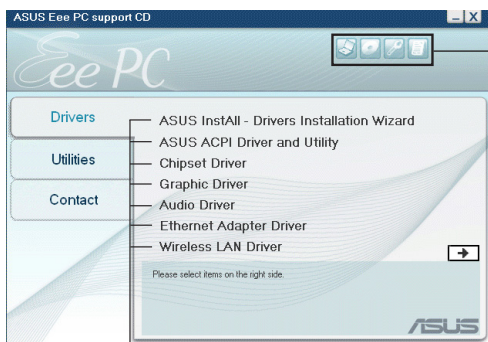 ASUS Eee PC support CD
Eee PC
Drivers
Utilities
Contact
ASUS InstAll - Drivers Installation Wizard
ASUS ACPI Driver and Utility
Chipset Driver
Graphic Driver
Audio Driver
Ethernet Adapter Driver
Wireless LAN Driver
Please select items on the right side.
ASUS